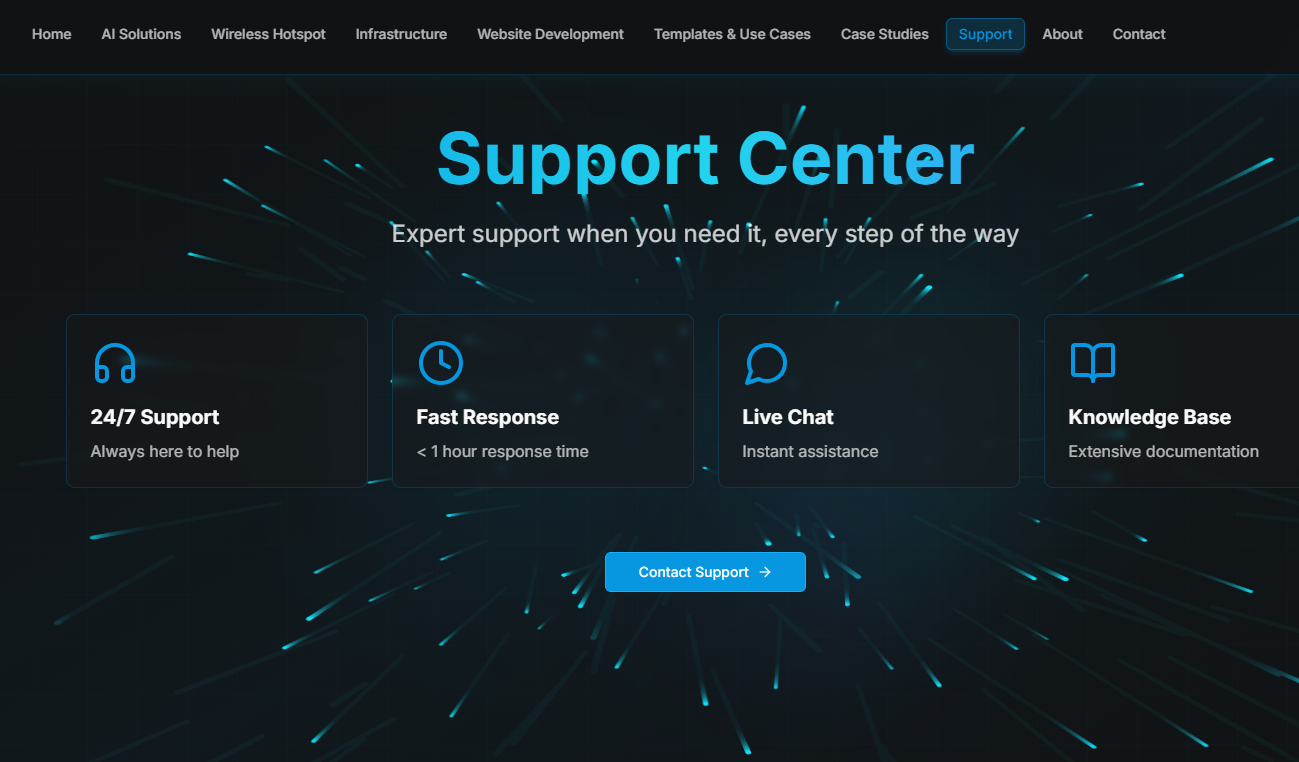 Home AI Solutions Wireless Hotspot Infrastructure Website Development Templates & Use Cases Case Studies Support About Contact
Support Center
Expert support when you need it, every step of the way
24/7 Support
Always here to help
Fast Response
< 1 hour response time
Live Chat
Instant assistance
Knowledge Base
Extensive documentation
Contact Support →